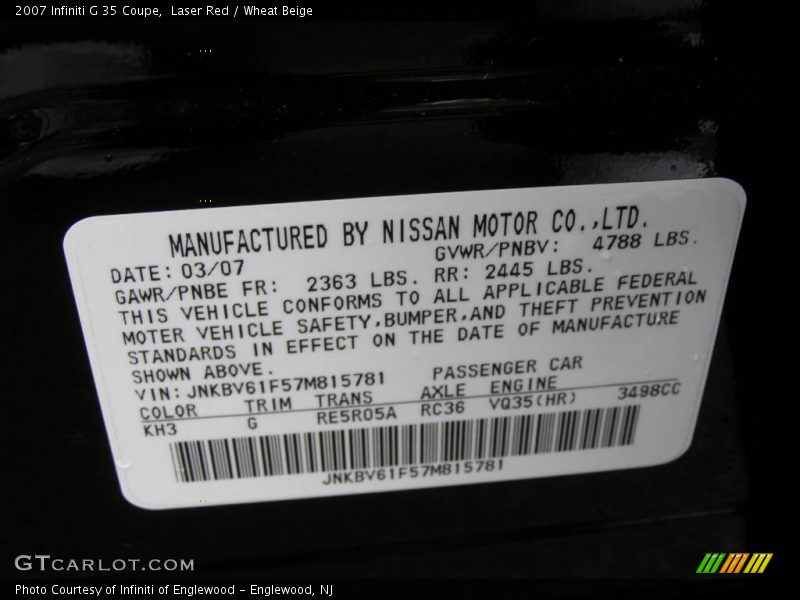 2007 Infiniti G 35 Coupe,  Laser Red / Wheat Beige
MANUFACTURED BY NISSAN MOTOR CO.,LTD.
DATE: 03/07 GVWR/PNBV: 4788 LBS.
GAWR/PNBE FR: 2363 LBS. RR: 2445 LBS.
THIS VEHICLE CONFORMS TO ALL APPLICABLE FEDERAL
MOTER VEHICLE SAFETY,BUMPER,AND THEFT PREVENTION
STANDARDS IN EFFECT ON THE DATE OF MANUFACTURE
SHOWN ABOVE.
VIN: JNKBV61F57M815781 PASSENGER CAR
COLOR TRIM TRANS AXLE ENGINE
KH3 G RE5R05A RC36 VQ35(HR) 3498CC
JNKBV61F57M815781
GTCARLOT.COM
Photo Courtesy of Infiniti of Englewood - Englewood, NJ